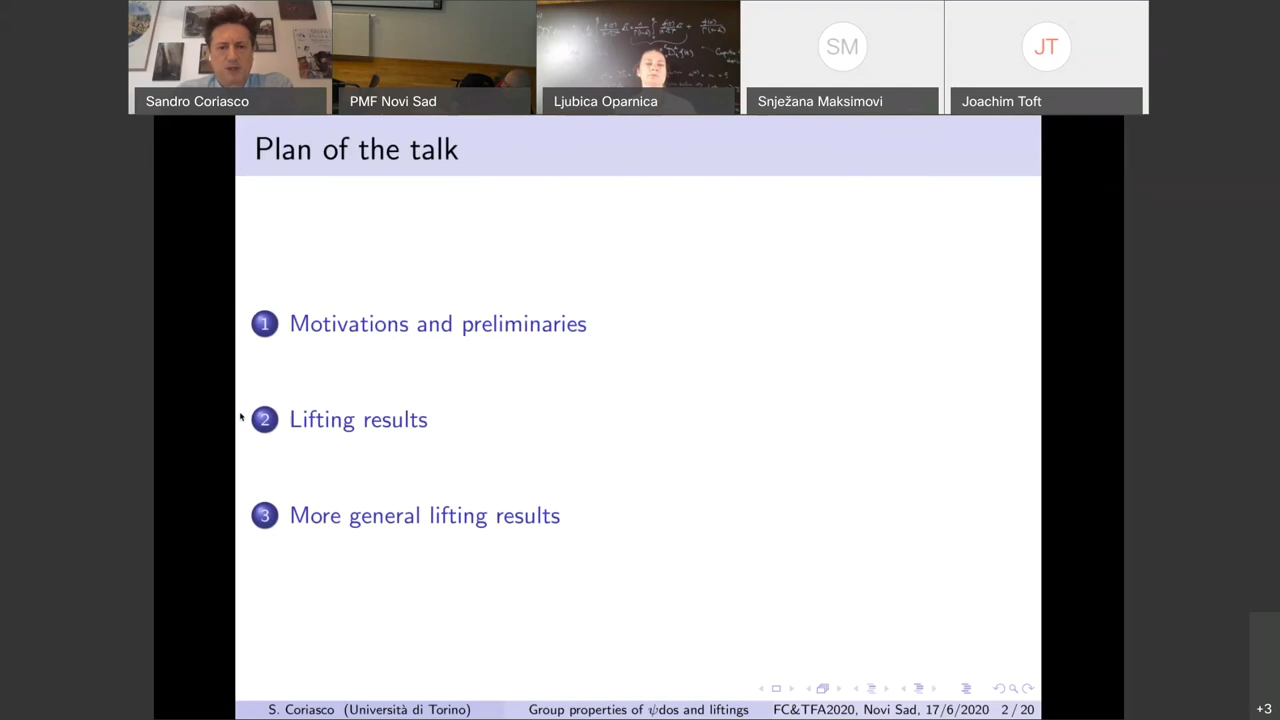 Sandro Coriasco
PMF Novi Sad
Ljubica Oparnica
SM
Snježana Maksimovi
JT
Joachim Toft
Plan of the talk
1 Motivations and preliminaries
2 Lifting results
3 More general lifting results
S. Coriasco (Università di Torino)
Group properties of ψdos and liftings
FC&TFA2020, Novi Sad, 17/6/2020
2 / 20
+3